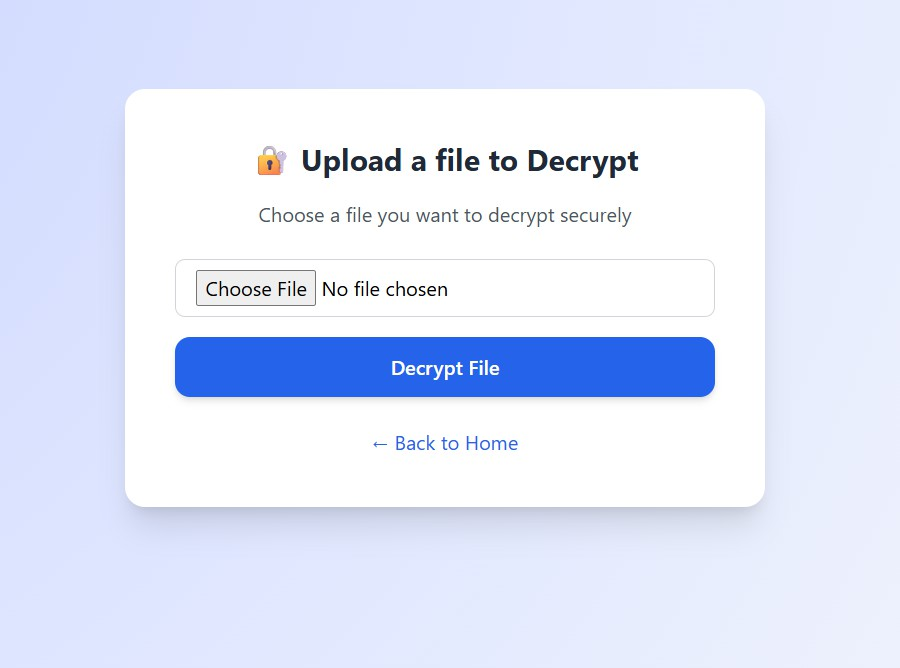 🔐 Upload a file to Decrypt
Choose a file you want to decrypt securely
Choose File No file chosen
Decrypt File
← Back to Home